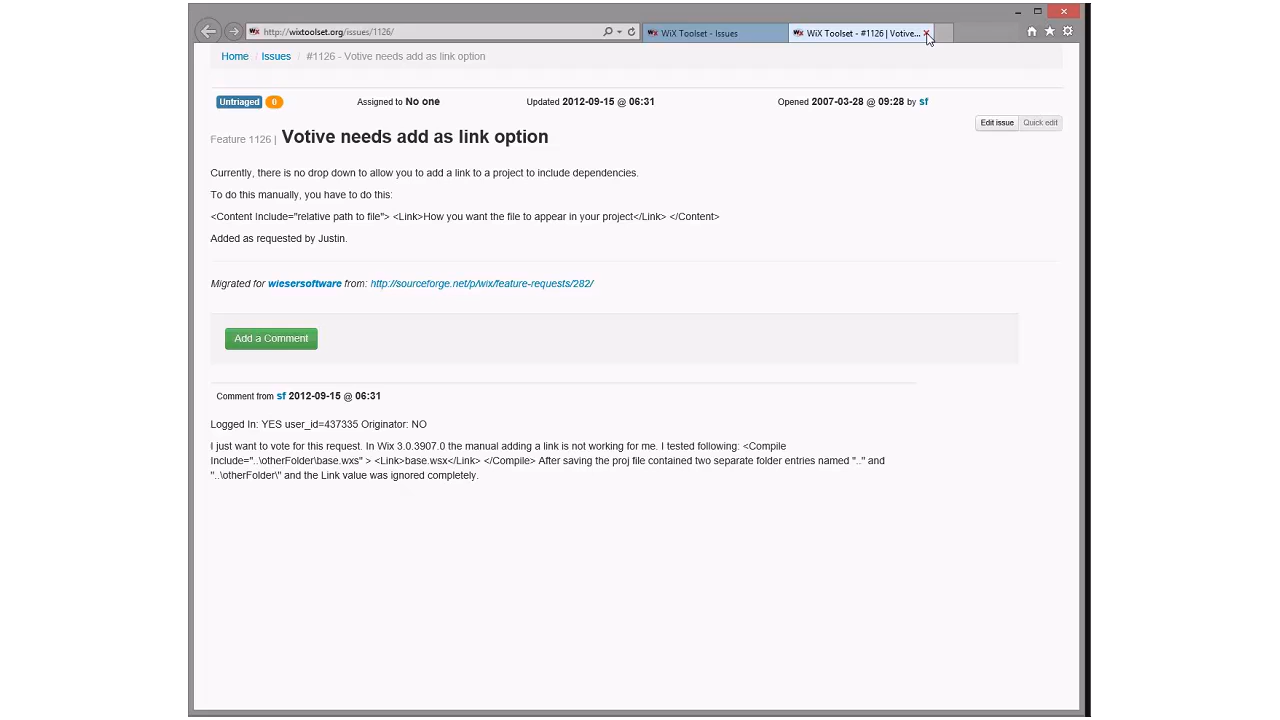 http://wixtoolset.org/issues/1126/
WiX Toolset - Issues
WiX Toolset - #1126 | Votive...
Home / Issues / #1126 - Votive needs add as link option
Untriaged 0 Assigned to No one Updated 2012-09-15 @ 06:31 Opened 2007-03-28 @ 09:28 by sf
Edit issue Quick edit
Feature 1126 | Votive needs add as link option
Currently, there is no drop down to allow you to add a link to a project to include dependencies.
To do this manually, you have to do this:
<Content Include="relative path to file"> <Link>How you want the file to appear in your project</Link> </Content>
Added as requested by Justin.
Migrated for wiesersoftware from: http://sourceforge.net/p/wix/feature-requests/282/
Add a Comment
Comment from sf 2012-09-15 @ 06:31
Logged In: YES user_id=437335 Originator: NO
I just want to vote for this request. In Wix 3.0.3907.0 the manual adding a link is not working for me. I tested following: <Compile
Include="..\otherFolder\base.wxs" > <Link>base.wsx</Link> </Compile> After saving the proj file contained two separate folder entries named ".." and
"..\otherFolder\" and the Link value was ignored completely.